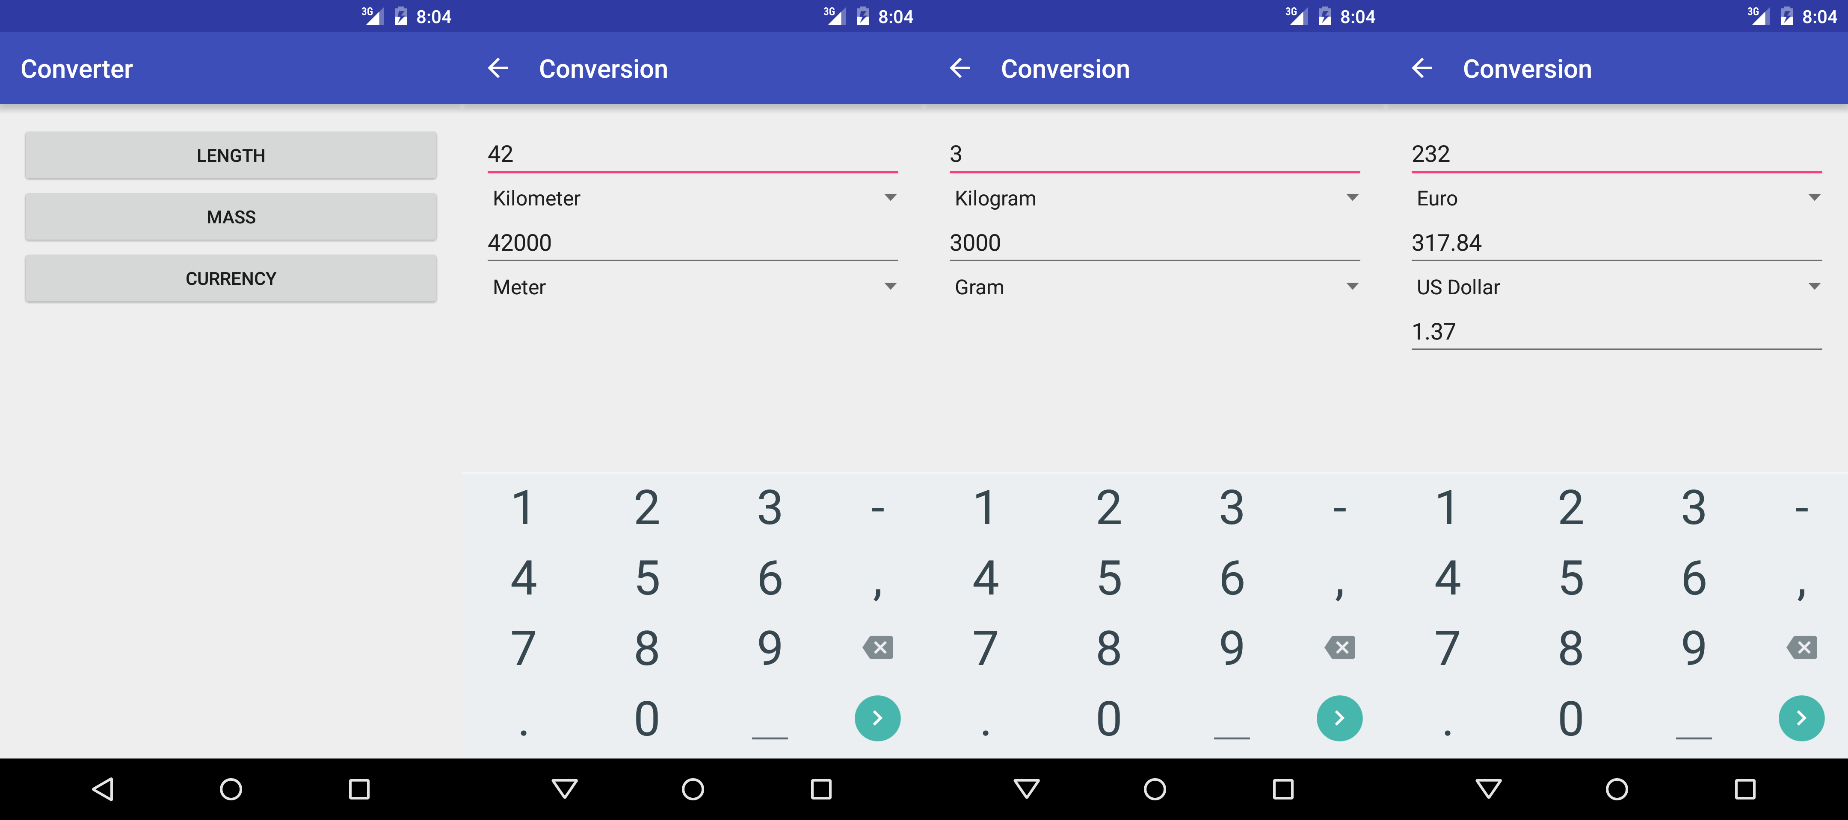 3G 8:04
Converter
LENGTH
MASS
CURRENCY
3G 8:04
Conversion
42
Kilometer
42000
Meter
1 2 3 -
4 5 6 ,
7 8 9
. 0 _
3G 8:04
Conversion
3
Kilogram
3000
Gram
1 2 3 -
4 5 6 ,
7 8 9
. 0 _
3G 8:04
Conversion
232
Euro
317.84
US Dollar
1.37
1 2 3 -
4 5 6 ,
7 8 9
. 0 _